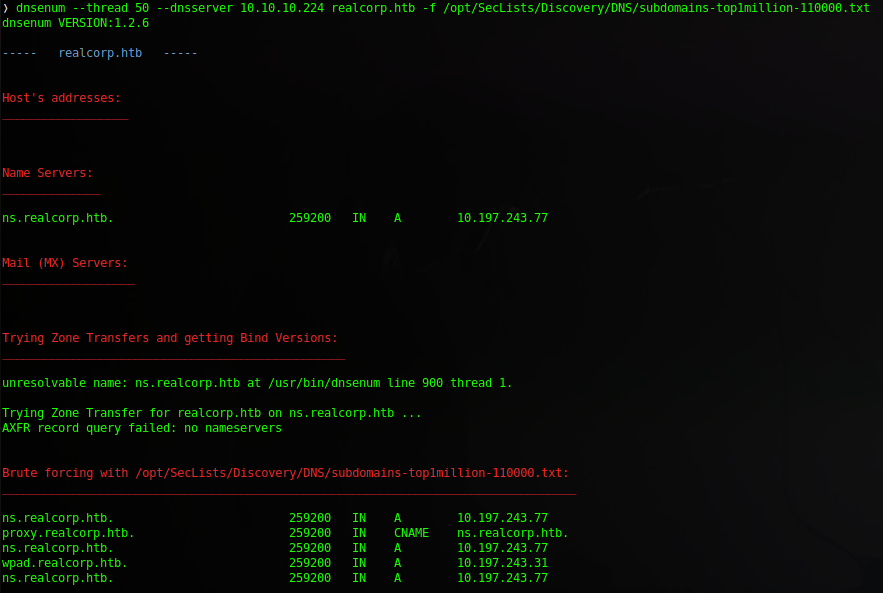 ❯ dnsenum --thread 50 --dnsserver 10.10.10.224 realcorp.htb -f /opt/SecLists/Discovery/DNS/subdomains-top1million-110000.txt
dnsenum VERSION:1.2.6
-----   realcorp.htb   -----
Host's addresses:
__________________
Name Servers:
______________
ns.realcorp.htb.                         259200   IN    A        10.197.243.77
Mail (MX) Servers:
___________________
Trying Zone Transfers and getting Bind Versions:
_________________________________________________
unresolvable name: ns.realcorp.htb at /usr/bin/dnsenum line 900 thread 1.
Trying Zone Transfer for realcorp.htb on ns.realcorp.htb ...
AXFR record query failed: no nameservers
Brute forcing with /opt/SecLists/Discovery/DNS/subdomains-top1million-110000.txt:
__________________________________________________________________________________
ns.realcorp.htb.                         259200   IN    A        10.197.243.77
proxy.realcorp.htb.                      259200   IN    CNAME    ns.realcorp.htb.
ns.realcorp.htb.                         259200   IN    A        10.197.243.77
wpad.realcorp.htb.                       259200   IN    A        10.197.243.31
ns.realcorp.htb.                         259200   IN    A        10.197.243.77